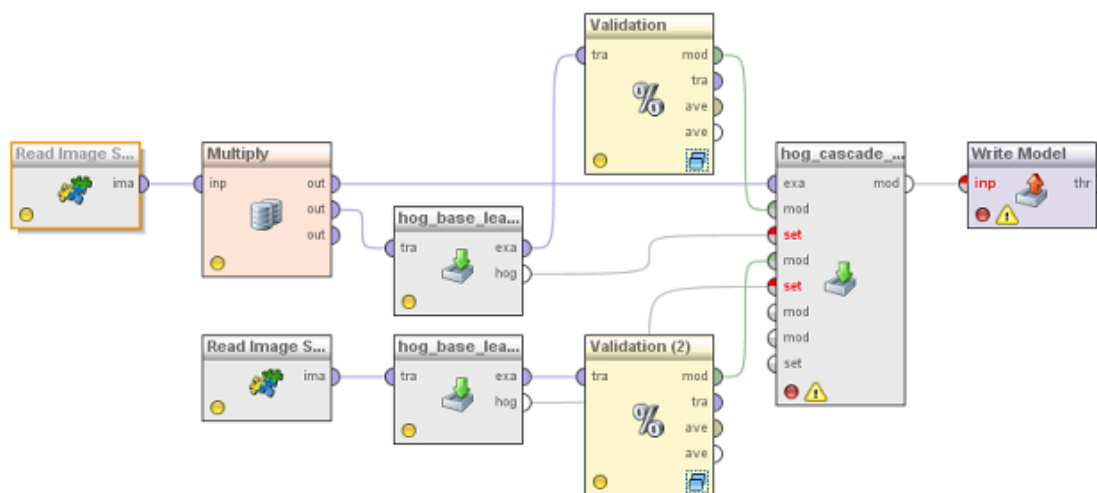 Validation
tra
mod
tra
ave
ave
Read Image S...
ima
Multiply
inp
out
out
out
hog_base_lea...
tra
exa
hog
hog_cascade_...
exa
mod
mod
set
mod
set
mod
mod
set
Write Model
inp
thr
Read Image S...
ima
hog_base_lea...
tra
exa
hog
Validation (2)
tra
mod
tra
ave
ave